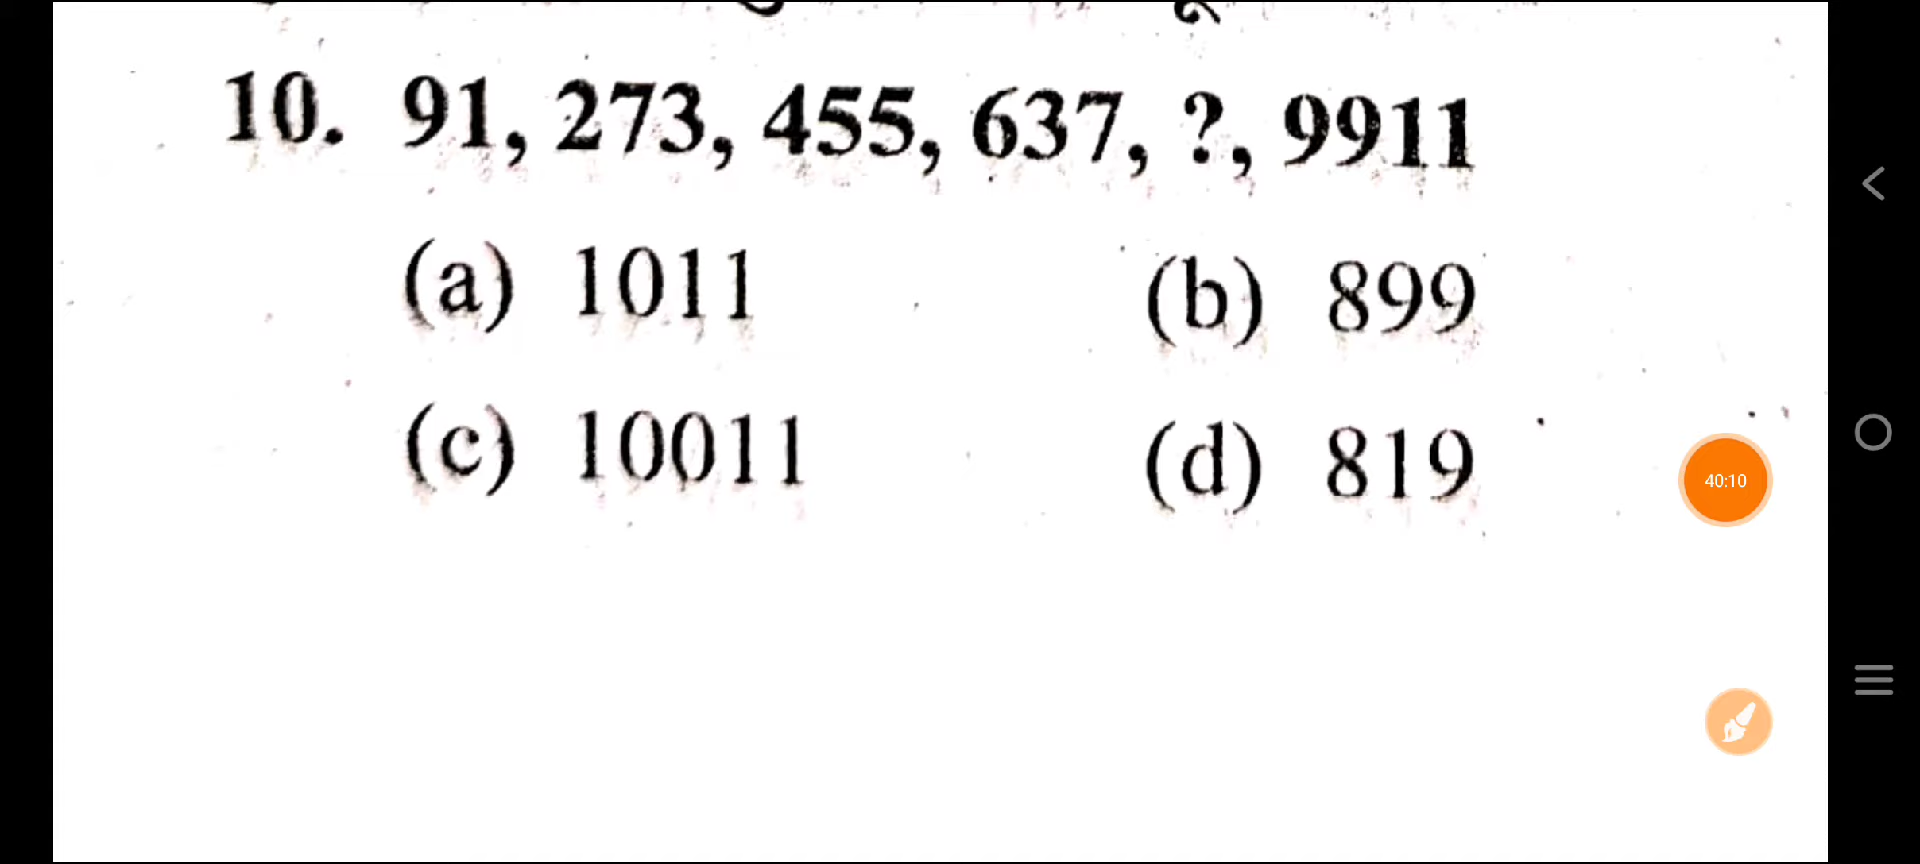 10. 91, 273, 455, 637, ?, 9911
(a) 1011 (b) 899
(c) 10011 (d) 819
40:10